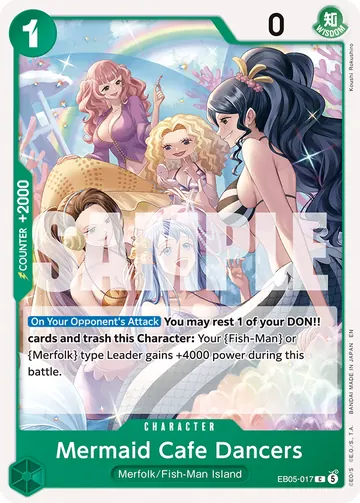 1
0
知
WISDOM
Koushi Rokushiro
COUNTER +2000
SAMPLE
On Your Opponent's Attack You may rest 1 of your DON!!
cards and trash this Character: Your {Fish-Man} or
{Merfolk} type Leader gains +4000 power during this
battle.
©E.O/S. ©E.O./S., T.A. BANDAI MADE IN JAPAN EN
CHARACTER
Mermaid Cafe Dancers
Merfolk/Fish-Man Island
EB05-017 C 5